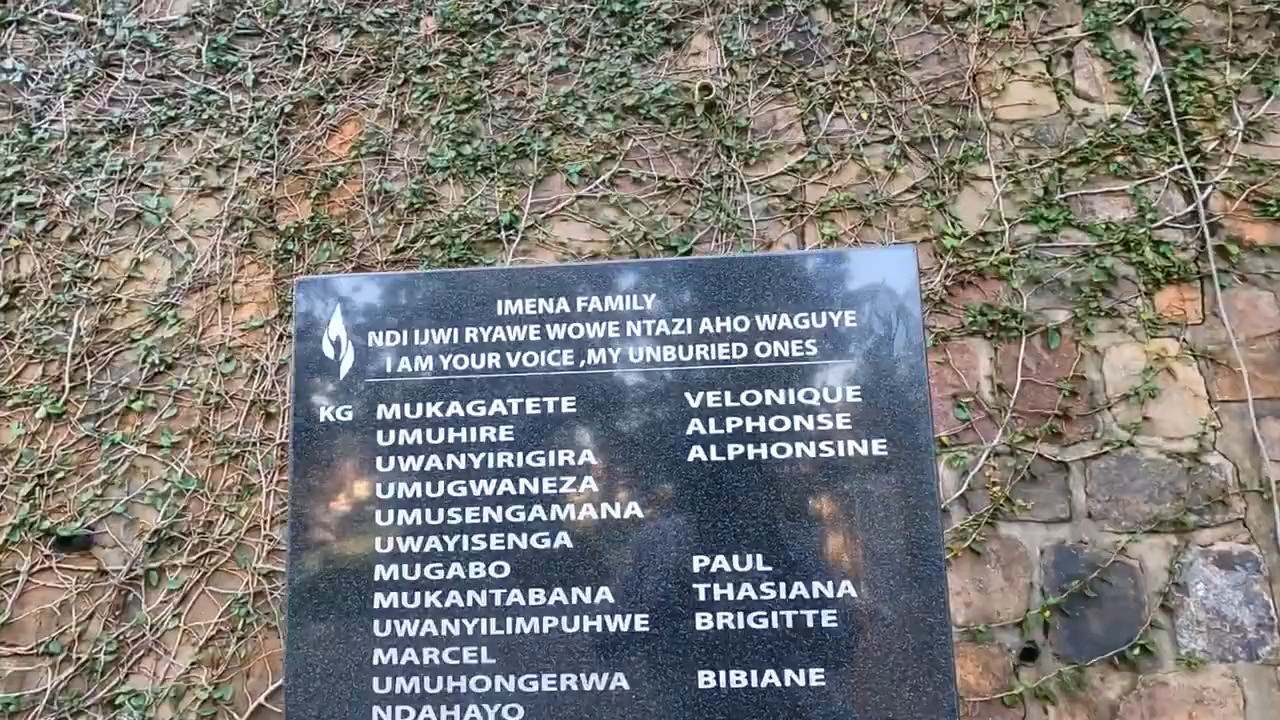 IMENA FAMILY
NDI IJWI RYAWE WOWE NTAZI AHO WAGUYE
I AM YOUR VOICE ,MY UNBURIED ONES
KG MUKAGATETE VELONIQUE
UMUHIRE ALPHONSE
UWANYIRIGIRA ALPHONSINE
UMUGWANEZA
UMUSENGAMANA
UWAYISENGA
MUGABO PAUL
MUKANTABANA THASIANA
UWANYILIMPUHWE BRIGITTE
MARCEL
UMUHONGERWA BIBIANE
NDAHAYO